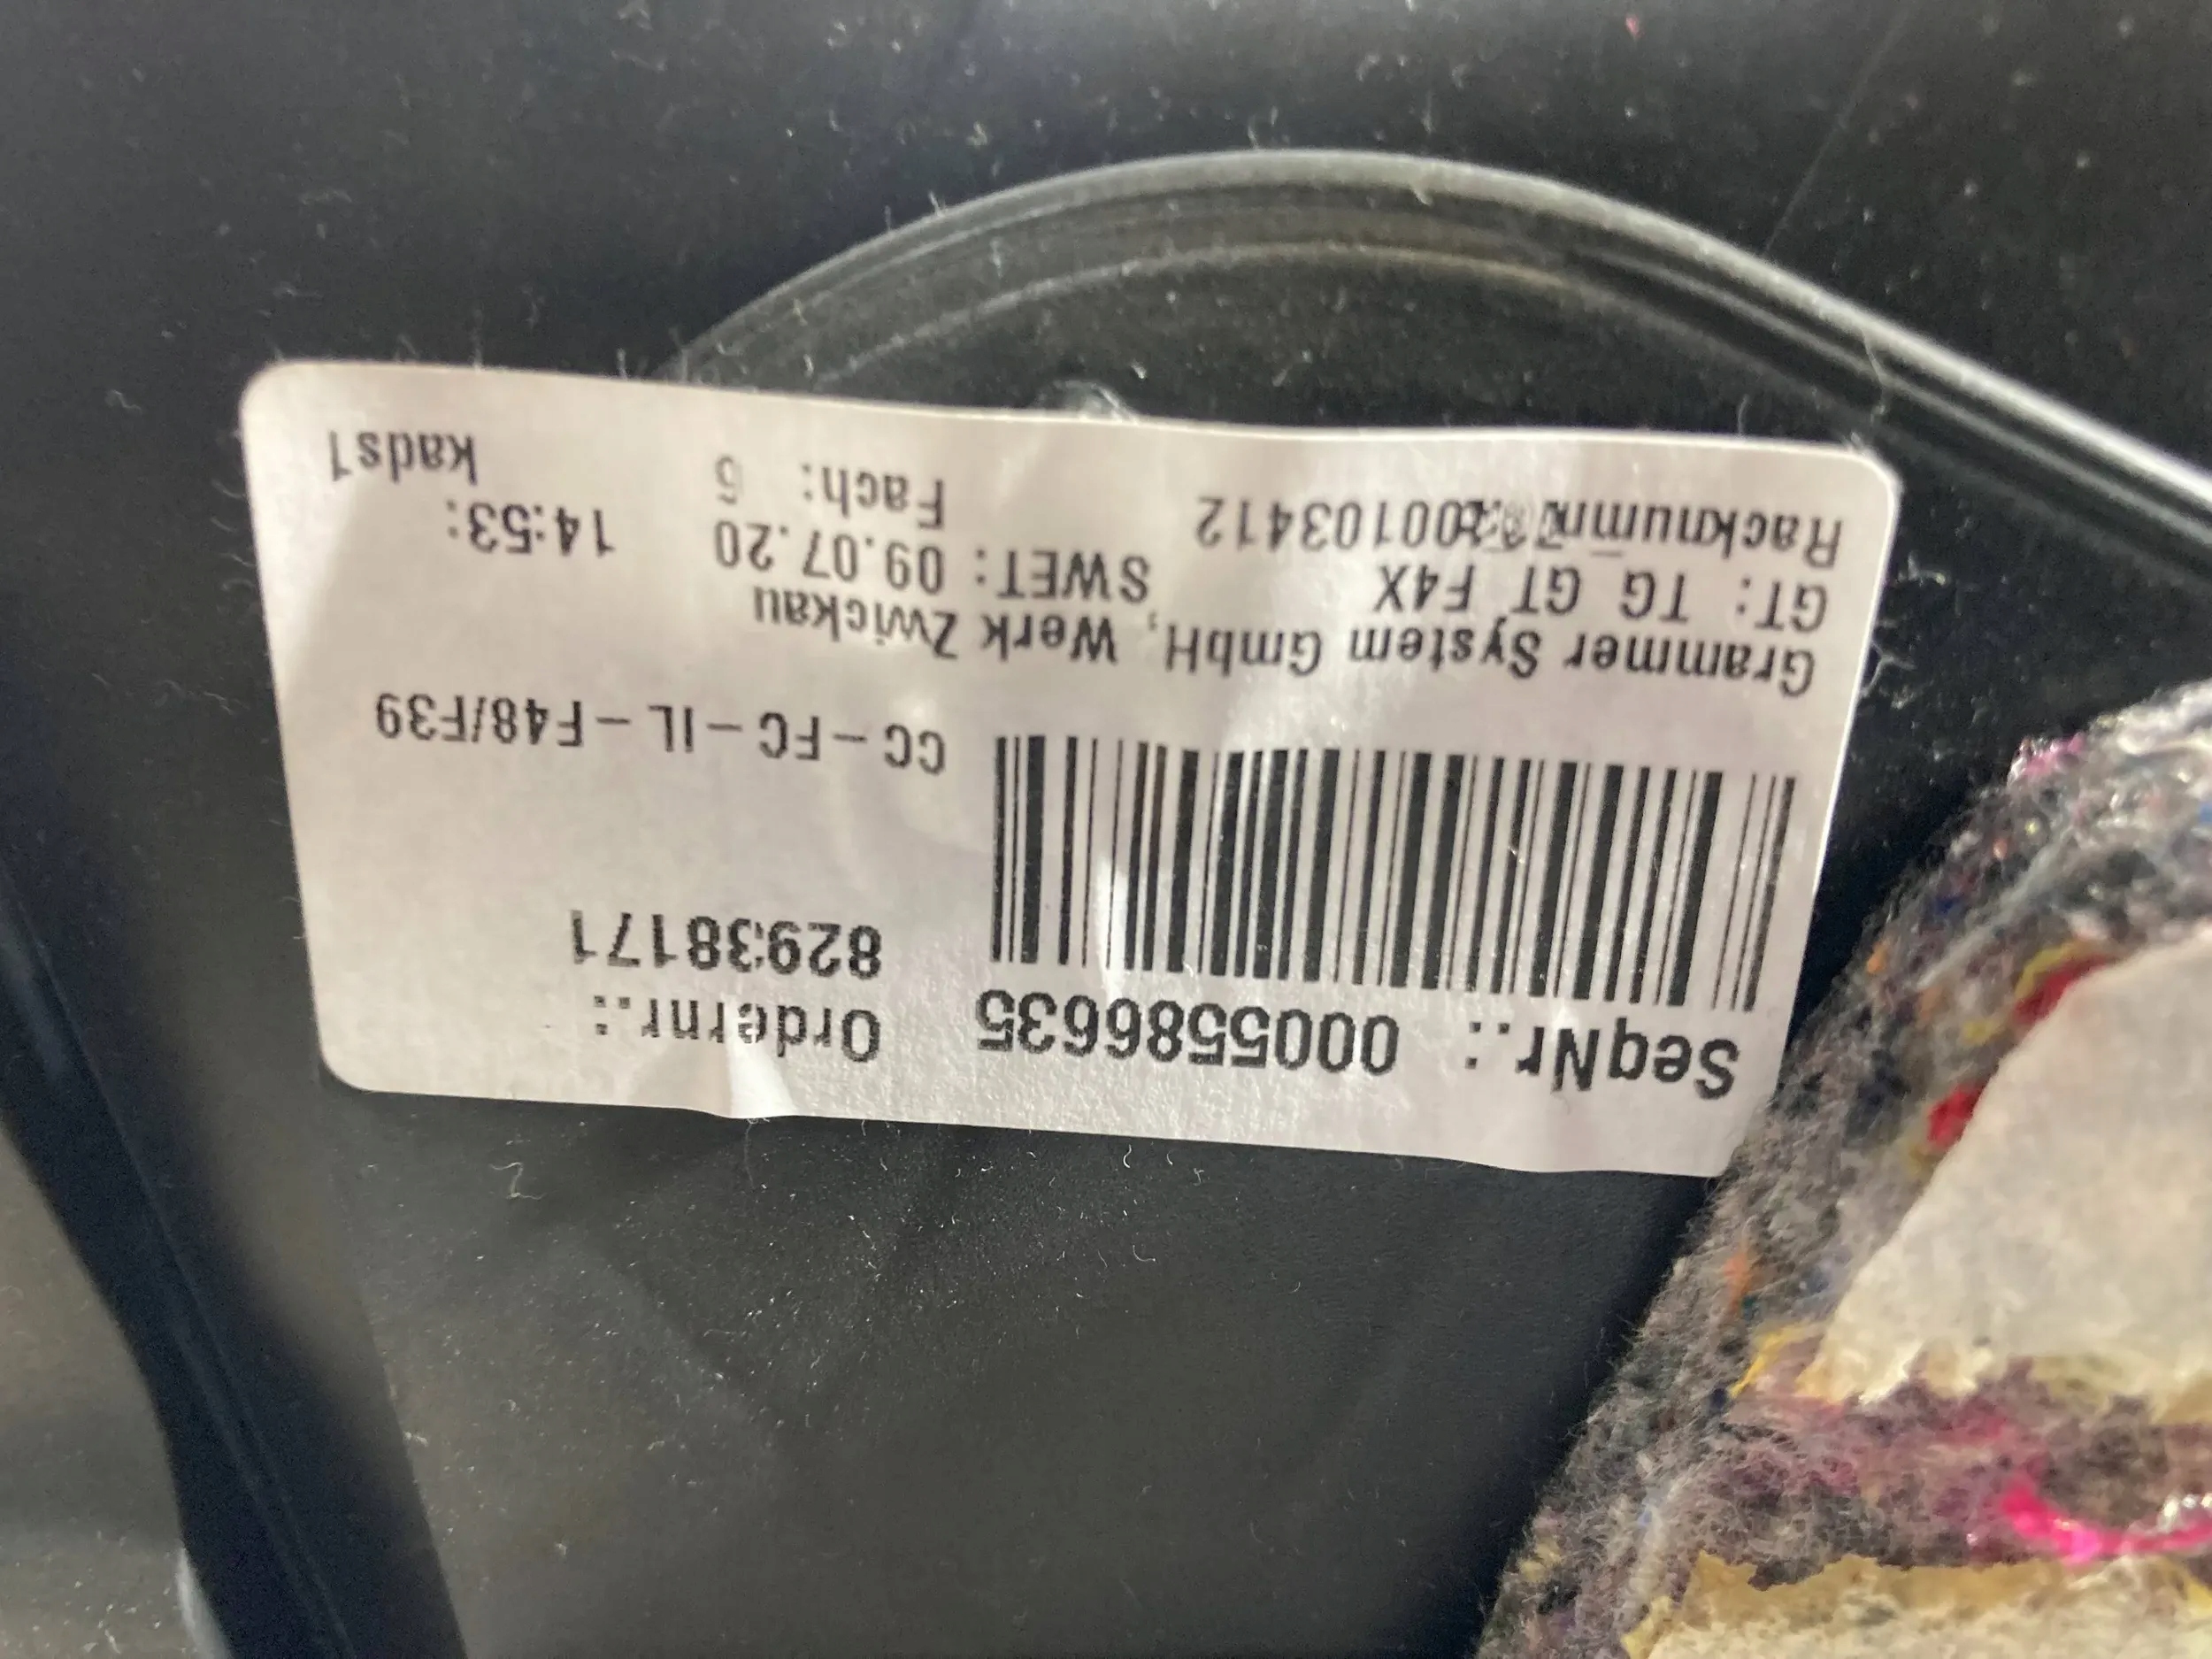 SeqNr.: 0005586635
Ordernr.:
82938171
CC-FC-IL-F48/F39
Grammer System GmbH, Werk Zwickau
GT: TG GT F4X SWET: 09.07.20 14:53:
Fach: 6 kads1